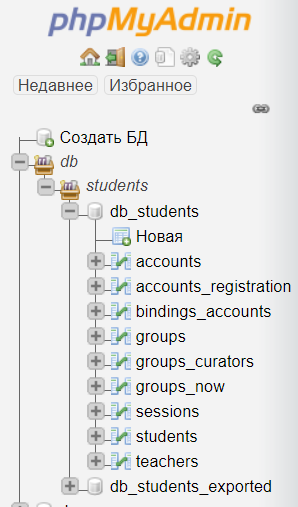 phpMyAdmin
Недавнее Избранное
Создать БД
db
students
db_students
Новая
accounts
accounts_registration
bindings_accounts
groups
groups_curators
groups_now
sessions
students
teachers
db_students_exported